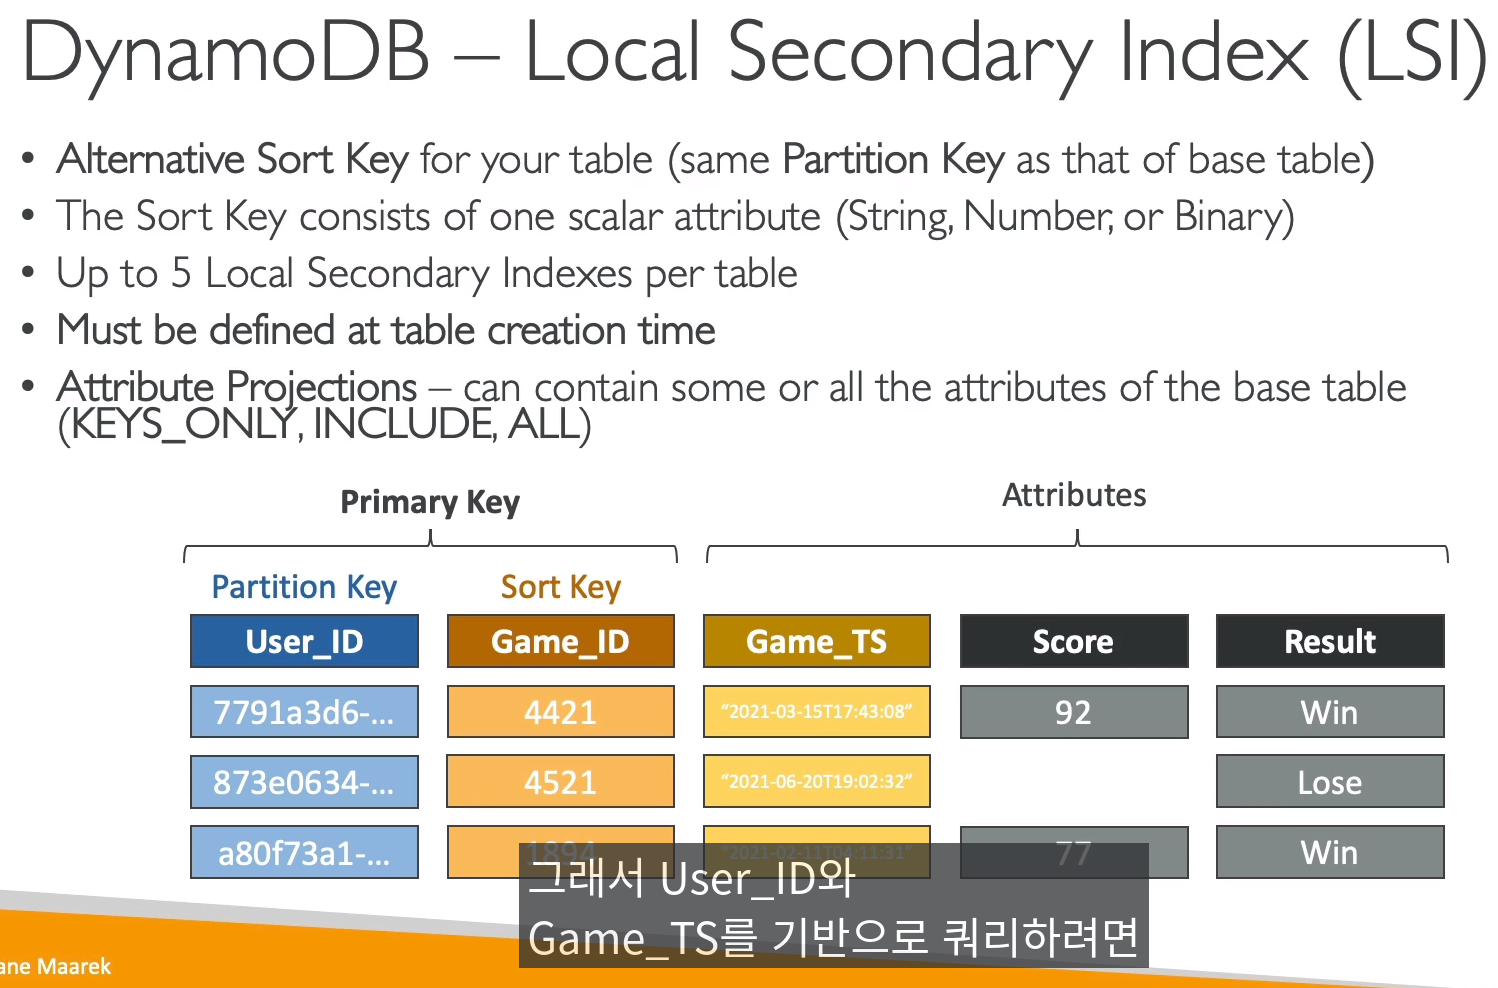 DynamoDB – Local Secondary Index (LSI)
• Alternative Sort Key for your table (same Partition Key as that of base table)
• The Sort Key consists of one scalar attribute (String, Number, or Binary)
• Up to 5 Local Secondary Indexes per table
• Must be defined at table creation time
• Attribute Projections – can contain some or all the attributes of the base table
(KEYS_ONLY, INCLUDE, ALL)
Primary Key Attributes
Partition Key Sort Key
User_ID Game_ID Game_TS Score Result
7791a3d6-... 4421 "2021-03-15T17:43:08" 92 Win
873e0634-... 4521 "2021-06-20T19:02:32" Lose
a80f73a1-... 1894 "2021-02-11T04:11:31" 77 Win
그래서 User_ID와
Game_TS를 기반으로 쿼리하려면
ane Maarek